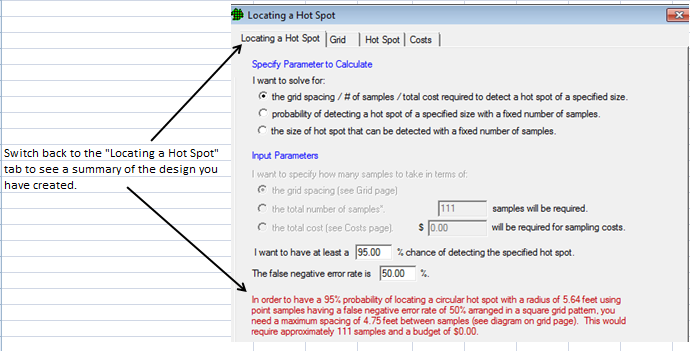 Locating a Hot Spot
Locating a Hot Spot | Grid | Hot Spot | Costs |
Specify Parameter to Calculate
I want to solve for:
the grid spacing / # of samples / total cost required to detect a hot spot of a specified size.
probability of detecting a hot spot of a specified size with a fixed number of samples.
the size of hot spot that can be detected with a fixed number of samples.
Switch back to the "Locating a Hot Spot"
tab to see a summary of the design you
have created.
Input Parameters
I want to specify how many samples to take in terms of:
the grid spacing (see Grid page)
the total number of samples". 111 samples will be required.
the total cost (see Costs page). $ 0.00 will be required for sampling costs.
I want to have at least a 95.00 % chance of detecting the specified hot spot.
The false negative error rate is 50.00 %.
In order to have a 95% probability of locating a circular hot spot with a radius of 5.64 feet using
point samples having a false negative error rate of 50% arranged in a square grid pattern, you
need a maximum spacing of 4.75 feet between samples (see diagram on grid page). This would
require approximately 111 samples and a budget of $0.00.